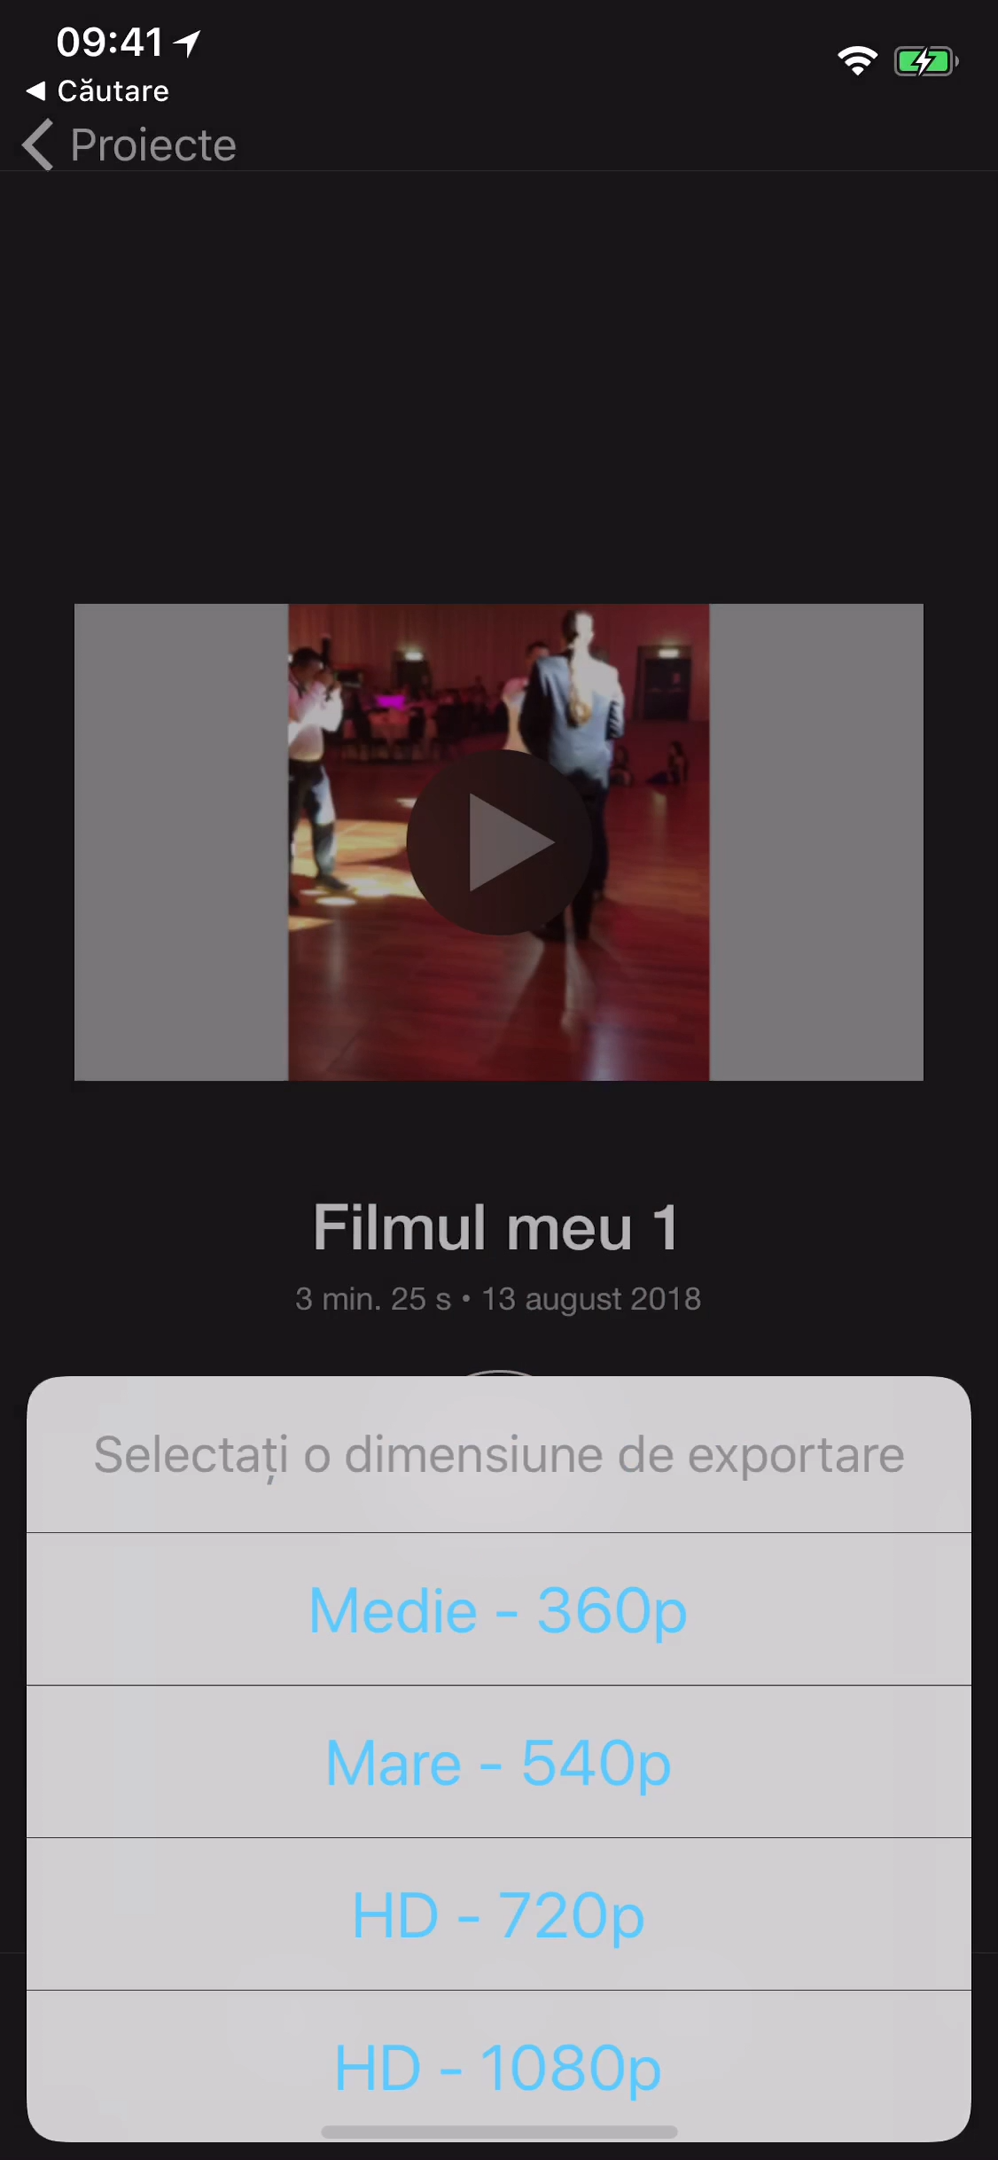 09:41
Căutare
Proiecte
Filmul meu 1
3 min. 25 s • 13 august 2018
Selectați o dimensiune de exportare
Medie - 360p
Mare - 540p
HD - 720p
HD - 1080p